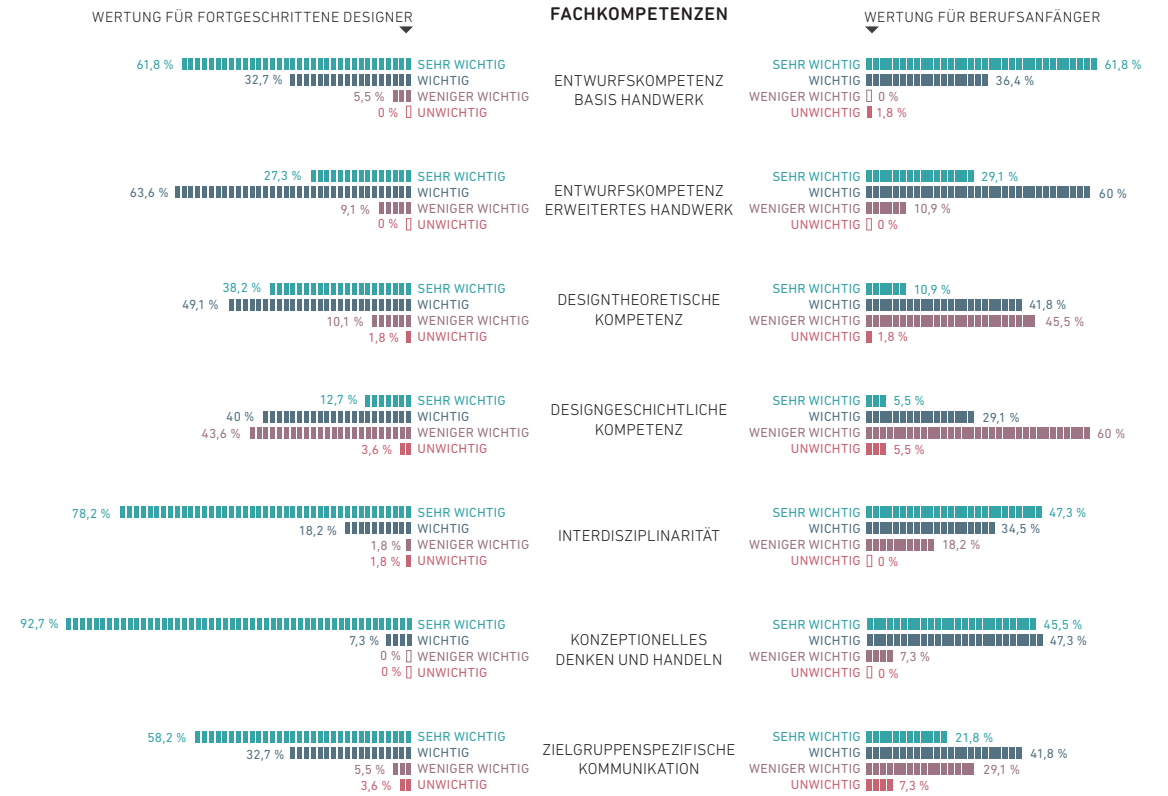 WERTUNG FÜR FORTGESCHRITTENE DESIGNER FACHKOMPETENZEN WERTUNG FÜR BERUFSANFÄNGER
61,8 % SEHR WICHTIG
32,7 % WICHTIG
5,5 % WENIGER WICHTIG
0 % UNWICHTIG
ENTWURFSKOMPETENZ
BASIS HANDWERK
SEHR WICHTIG 61,8 %
WICHTIG 36,4 %
WENIGER WICHTIG 0 %
UNWICHTIG 1,8 %
27,3 % SEHR WICHTIG
63,6 % WICHTIG
9,1 % WENIGER WICHTIG
0 % UNWICHTIG
ENTWURFSKOMPETENZ
ERWEITERTES HANDWERK
SEHR WICHTIG 29,1 %
WICHTIG 60 %
WENIGER WICHTIG 10,9 %
UNWICHTIG 0 %
38,2 % SEHR WICHTIG
49,1 % WICHTIG
10,1 % WENIGER WICHTIG
1,8 % UNWICHTIG
DESIGNTHEORETISCHE
KOMPETENZ
SEHR WICHTIG 10,9 %
WICHTIG 41,8 %
WENIGER WICHTIG 45,5 %
UNWICHTIG 1,8 %
12,7 % SEHR WICHTIG
40 % WICHTIG
43,6 % WENIGER WICHTIG
3,6 % UNWICHTIG
DESIGNGESCHICHTLICHE
KOMPETENZ
SEHR WICHTIG 5,5 %
WICHTIG 29,1 %
WENIGER WICHTIG 60 %
UNWICHTIG 5,5 %
78,2 % SEHR WICHTIG
18,2 % WICHTIG
1,8 % WENIGER WICHTIG
1,8 % UNWICHTIG
INTERDISZIPLINARITÄT
SEHR WICHTIG 47,3 %
WICHTIG 34,5 %
WENIGER WICHTIG 18,2 %
UNWICHTIG 0 %
92,7 % SEHR WICHTIG
7,3 % WICHTIG
0 % WENIGER WICHTIG
0 % UNWICHTIG
KONZEPTIONELLES
DENKEN UND HANDELN
SEHR WICHTIG 45,5 %
WICHTIG 47,3 %
WENIGER WICHTIG 7,3 %
UNWICHTIG 0 %
58,2 % SEHR WICHTIG
32,7 % WICHTIG
5,5 % WENIGER WICHTIG
3,6 % UNWICHTIG
ZIELGRUPPENSPEZIFISCHE
KOMMUNIKATION
SEHR WICHTIG 21,8 %
WICHTIG 41,8 %
WENIGER WICHTIG 29,1 %
UNWICHTIG 7,3 %